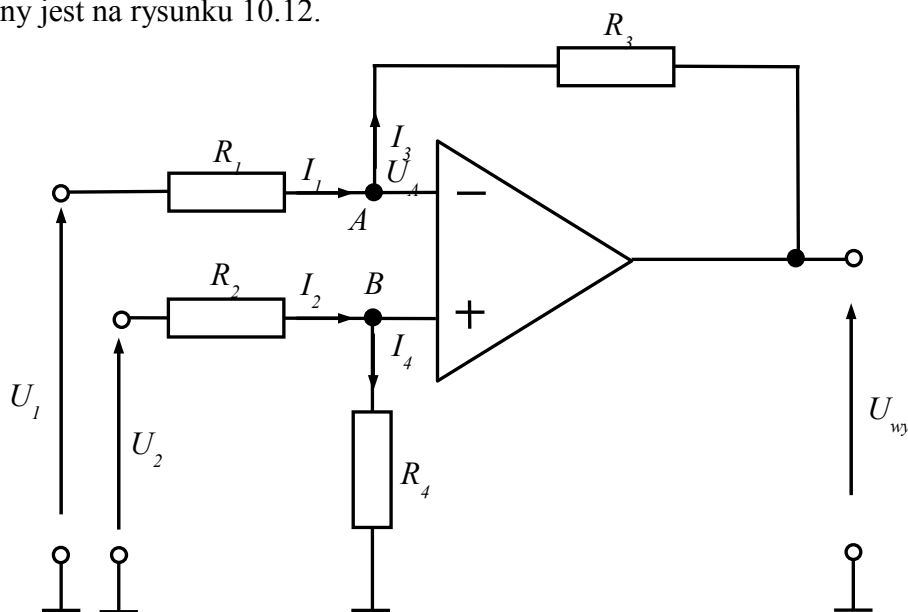 ny jest na rysunku 10.12.
R3
I3
R1
I1
UA
A
−
R2
I2
B
+
I4
U1
U2
R4
Uwy